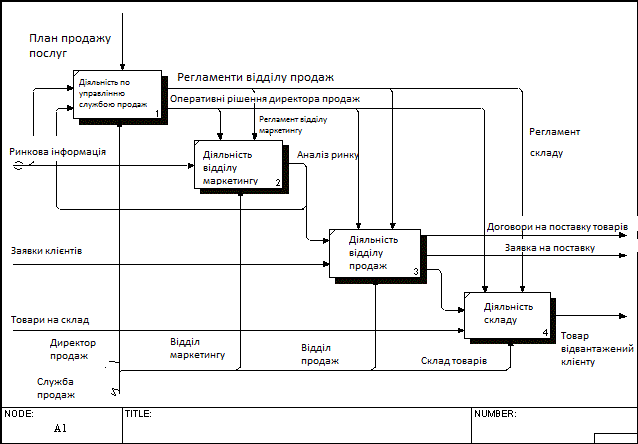 План продажу
послуг
Діяльність по
управлінню
службою продаж
1
Регламенти відділу продаж
Оперативні рішення директора продаж
Регламент відділу
маркетингу
Регламент
складу
Ринкова інформація
Діяльність
відділу
маркетингу
2
Аналіз ринку
Договори на поставку товарів
Заявка на поставку
Заявки клієнтів
Діяльність
відділу
продаж
3
Діяльність
складу
4
Товари на склад
Директор
продаж
Відділ
маркетингу
Відділ
продаж
Склад товарів
Товар
відвантажений
клієнту
Служба
продаж
NODE:
A1
TITLE:
NUMBER: